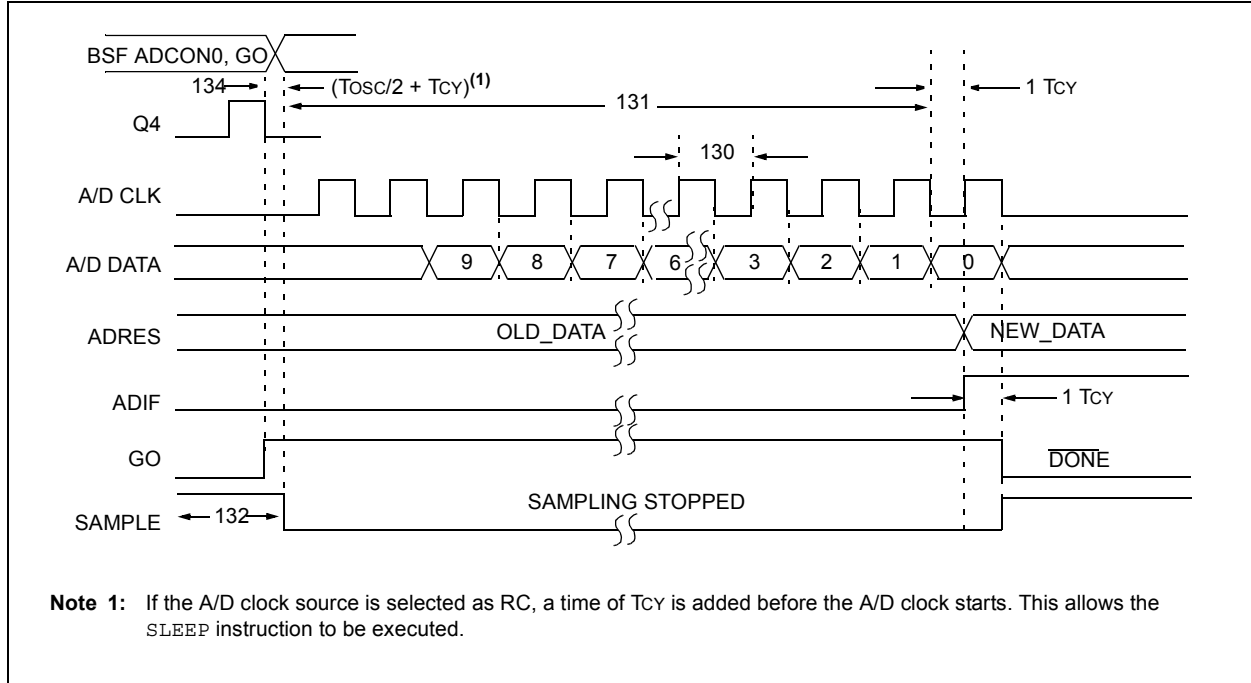 BSF ADCON0, GO
134
(TOSC/2 + TCY)(1)
1 TCY
131
Q4
130
A/D CLK
A/D DATA
9 8 7 6 3 2 1 0
OLD_DATA
ADRES
NEW_DATA
ADIF
1 TCY
GO
DONE
SAMPLING STOPPED
132
SAMPLE
Note 1: If the A/D clock source is selected as RC, a time of TCY is added before the A/D clock starts. This allows the
SLEEP instruction to be executed.